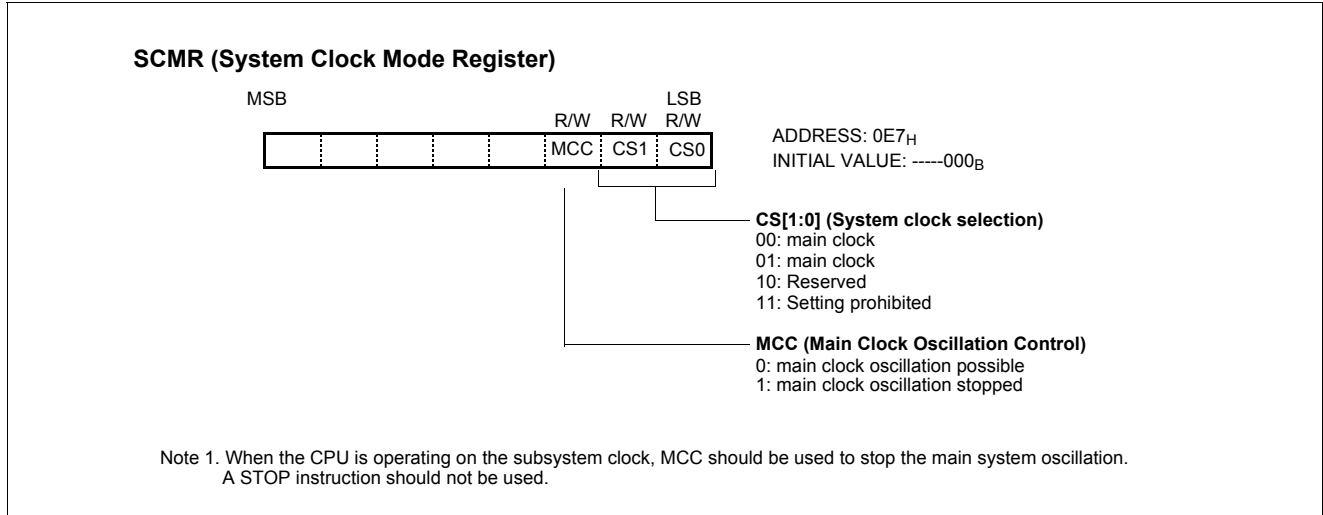 SCMR (System Clock Mode Register)
MSB LSB
R/W R/W R/W
MCC CS1 CS0
ADDRESS: 0E7H
INITIAL VALUE: -----000B
CS[1:0] (System clock selection)
00: main clock
01: main clock
10: Reserved
11: Setting prohibited
MCC (Main Clock Oscillation Control)
0: main clock oscillation possible
1: main clock oscillation stopped
Note 1. When the CPU is operating on the subsystem clock, MCC should be used to stop the main system oscillation.
A STOP instruction should not be used.